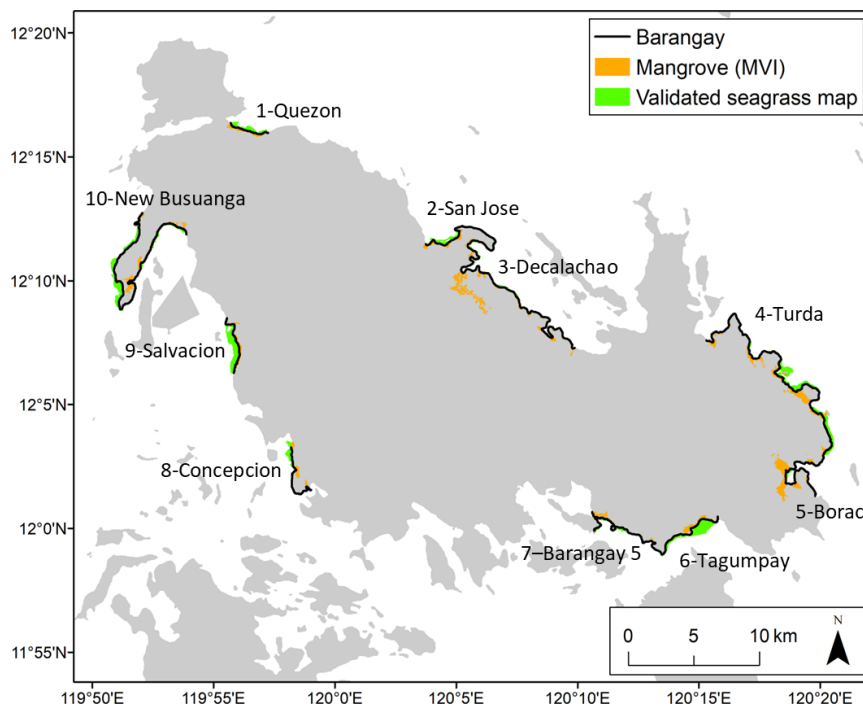 Barangay
Mangrove (MVI)
Validated seagrass map
12°20'N
12°15'N
12°10'N
12°5'N
12°0'N
11°55'N
1-Quezon
10-New Busuanga
2-San Jose
3-Decalachao
4-Turda
9-Salvacion
8-Concepcion
5-Borac
7–Barangay 5
6-Tagumpay
N
0 5 10 km
119°50'E 119°55'E 120°0'E 120°5'E 120°10'E 120°15'E 120°20'E